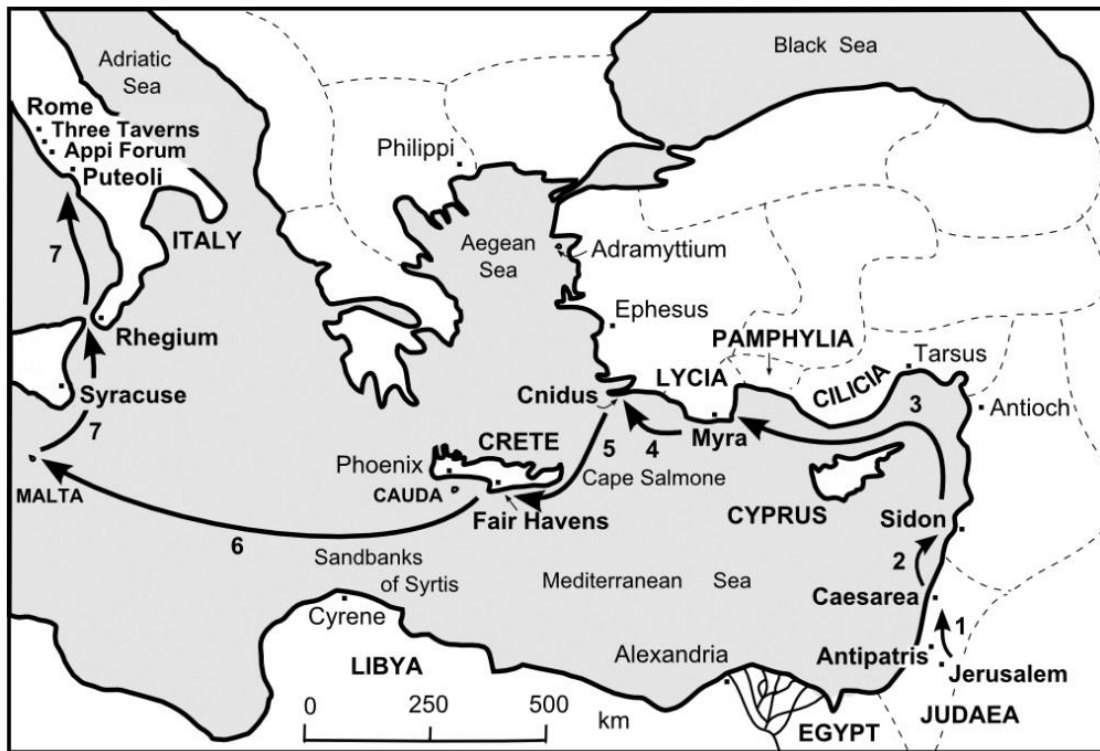 Black Sea
Adriatic
Sea
Rome
Three Taverns
Appi Forum
Puteoli
Philippi
7
ITALY
Aegean
Sea
Adramyttium
Ephesus
Rhegium
PAMPHYLIA
Tarsus
LYCIA
CILICIA
Syracuse
Cnidus
3
Antioch
7
Myra
5
4
CRETE
Phoenix
Cape Salmone
MALTA
CAUDA
CYPRUS
Sidon
Fair Havens
6
2
Sandbanks
of Syrtis
Mediterranean Sea
Caesarea
Cyrene
1
Alexandria
Antipatris
LIBYA
Jerusalem
0
250
500
km
EGYPT
JUDAEA